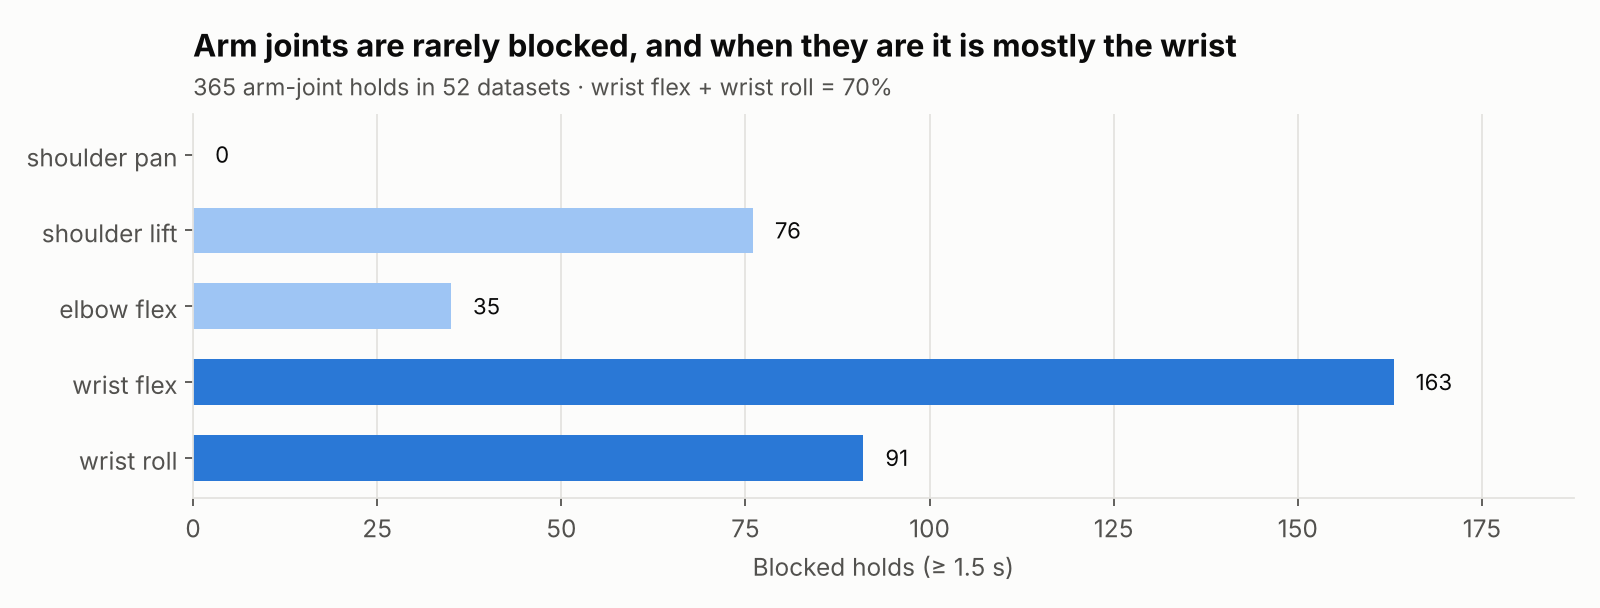 Arm joints are rarely blocked, and when they are it is mostly the wrist
365 arm-joint holds in 52 datasets · wrist flex + wrist roll = 70%
shoulder pan 0
shoulder lift 76
elbow flex 35
wrist flex 163
wrist roll 91
0 25 50 75 100 125 150 175
Blocked holds (≥ 1.5 s)